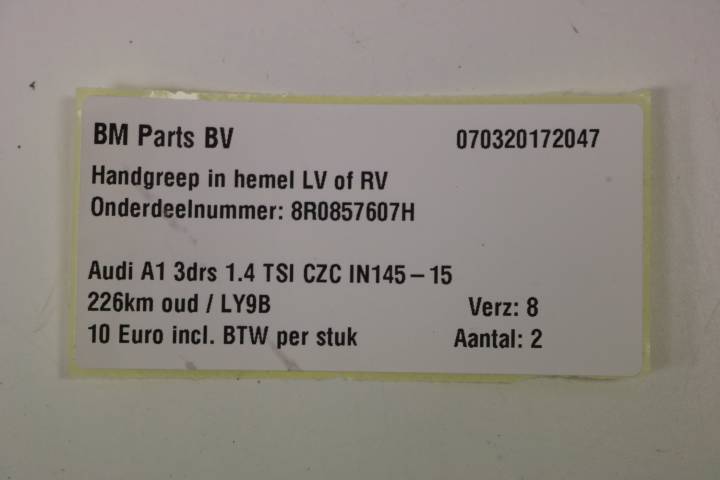 BM Parts BV 070320172047
Handgreep in hemel LV of RV
Onderdeelnummer: 8R0857607H
Audi A1 3drs 1.4 TSI CZC IN145-15
226km oud / LY9B Verz: 8
10 Euro incl. BTW per stuk Aantal: 2